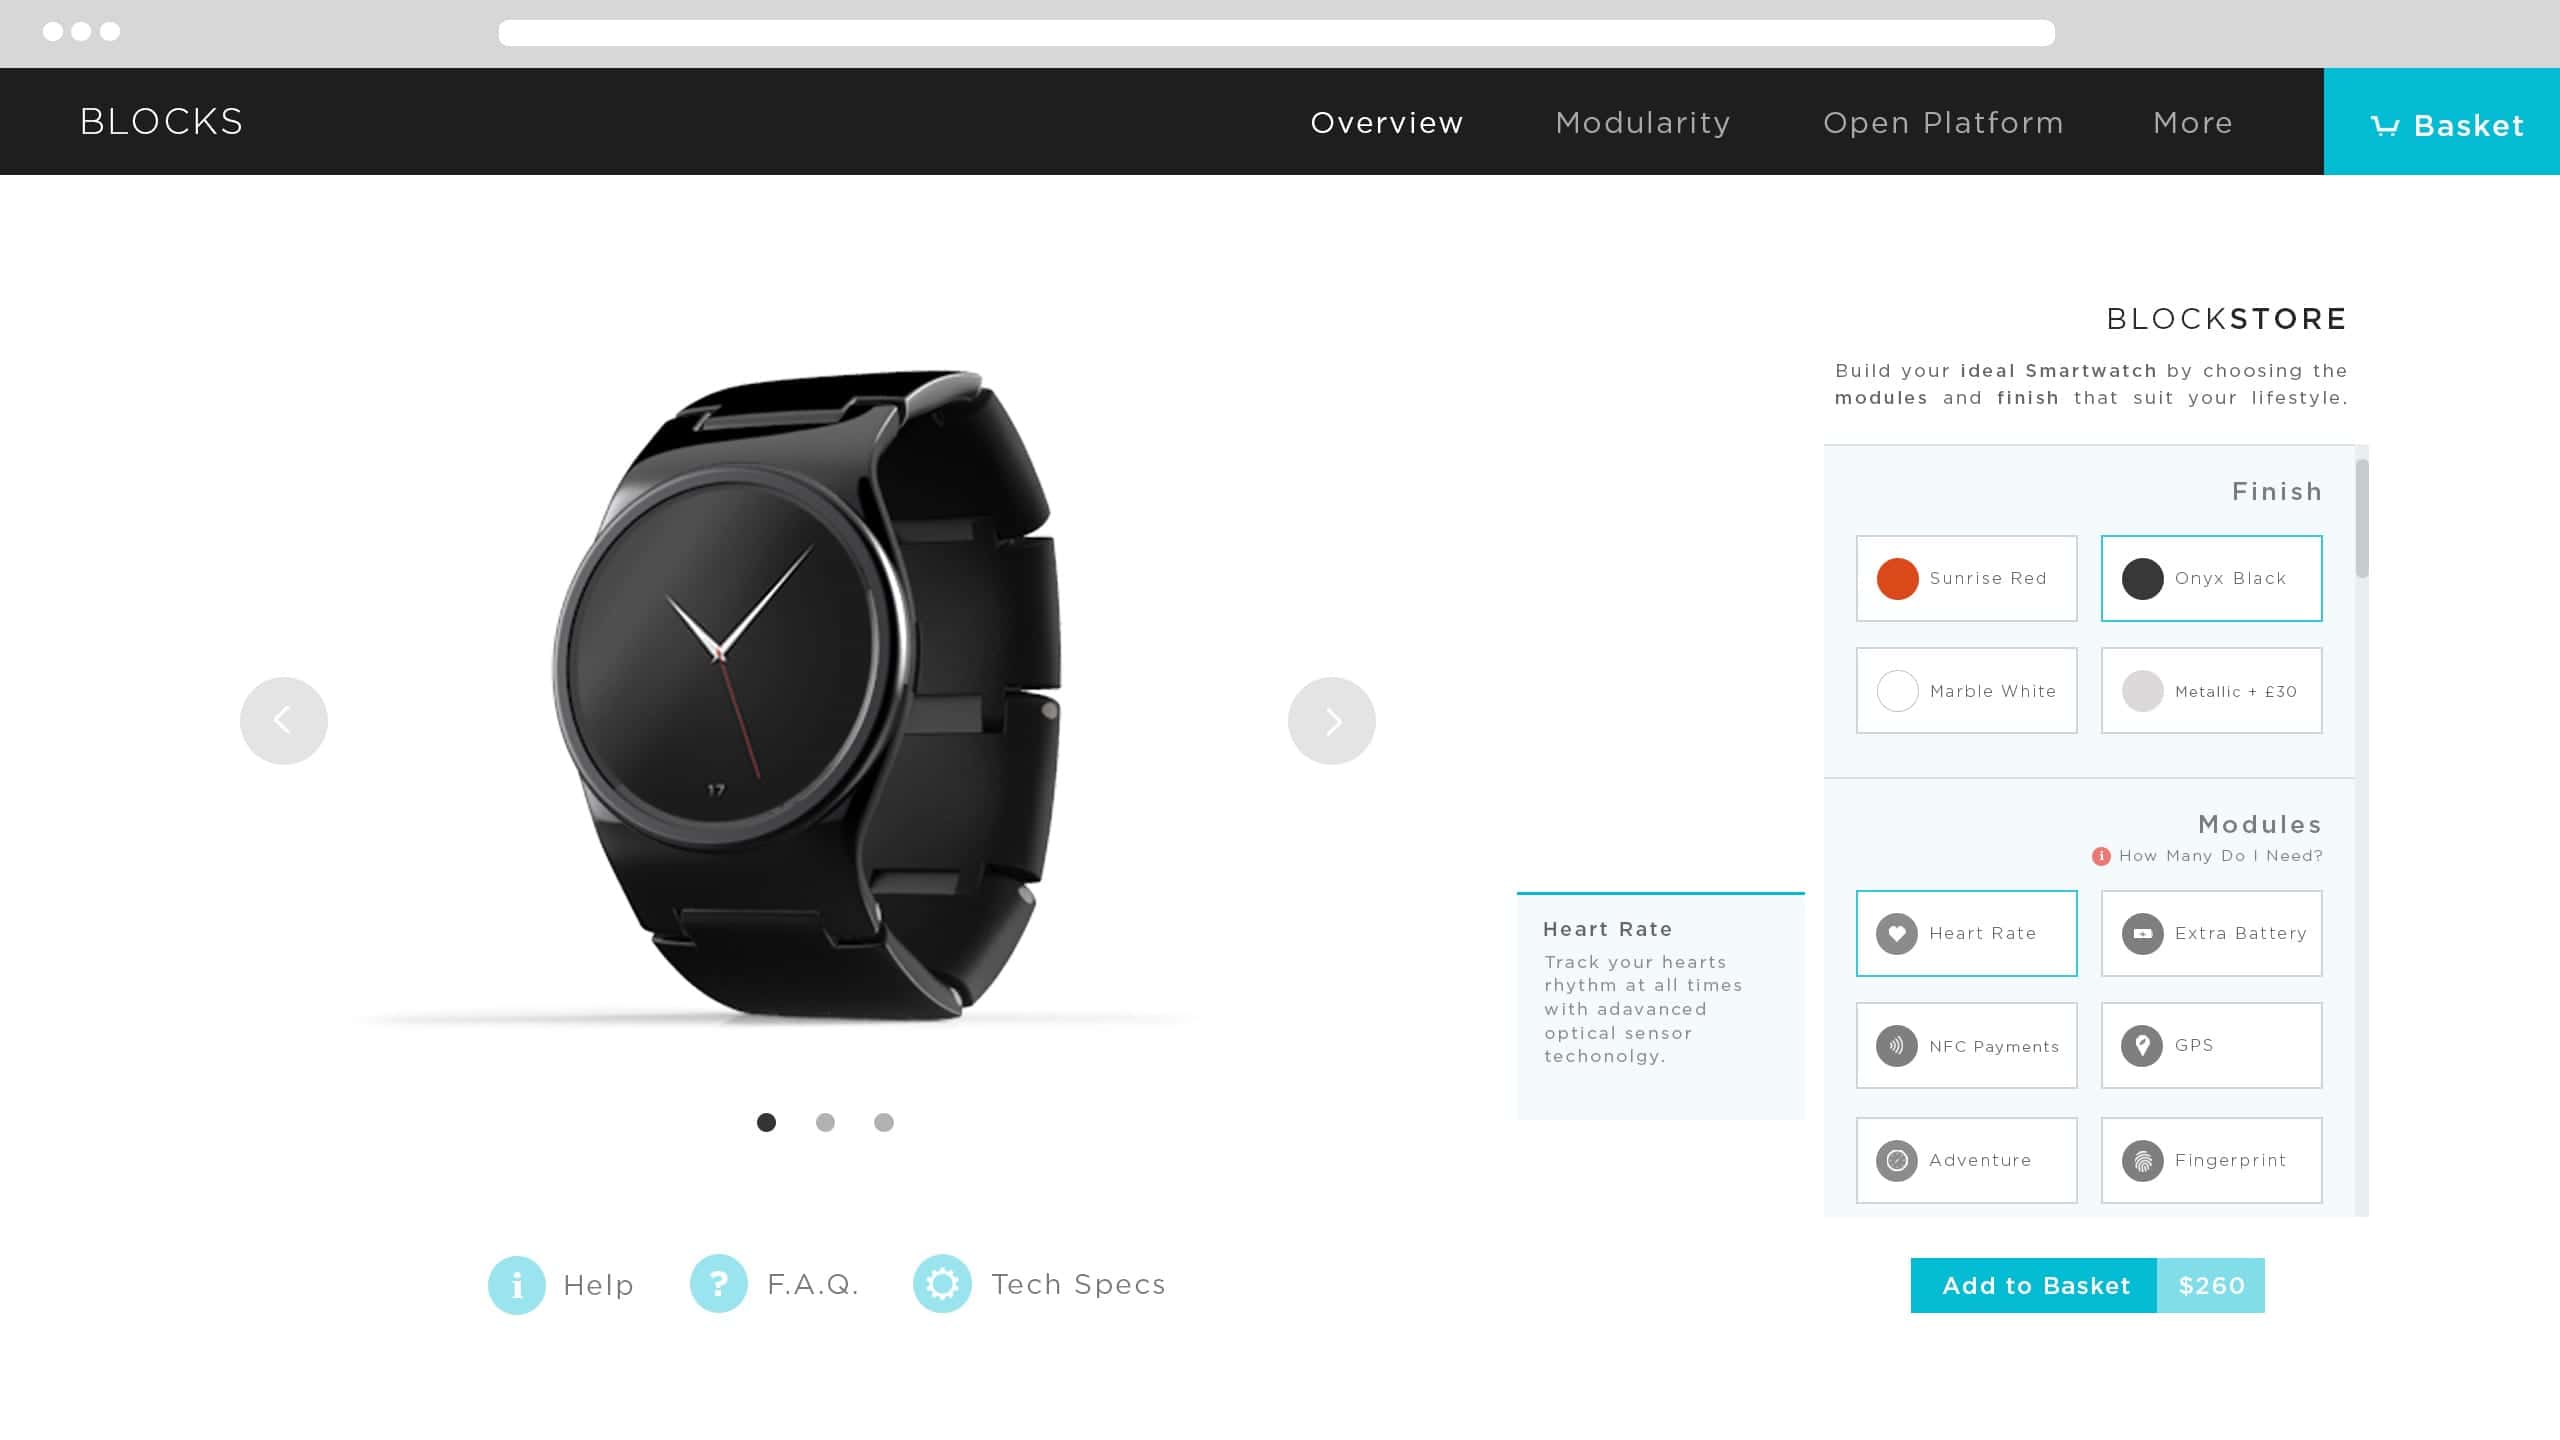 BLOCKS
Overview
Modularity
Open Platform
More
Basket
BLOCKSTORE
Build your ideal Smartwatch by choosing the
modules and finish that suit your lifestyle.
Finish
Sunrise Red
Onyx Black
Marble White
Metallic + £30
17
Modules
i How Many Do I Need?
Heart Rate
Track your hearts
rhythm at all times
with adavanced
optical sensor
techonolgy.
Heart Rate
Extra Battery
NFC Payments
GPS
Adventure
Fingerprint
i Help
? F.A.Q.
Tech Specs
Add to Basket $260